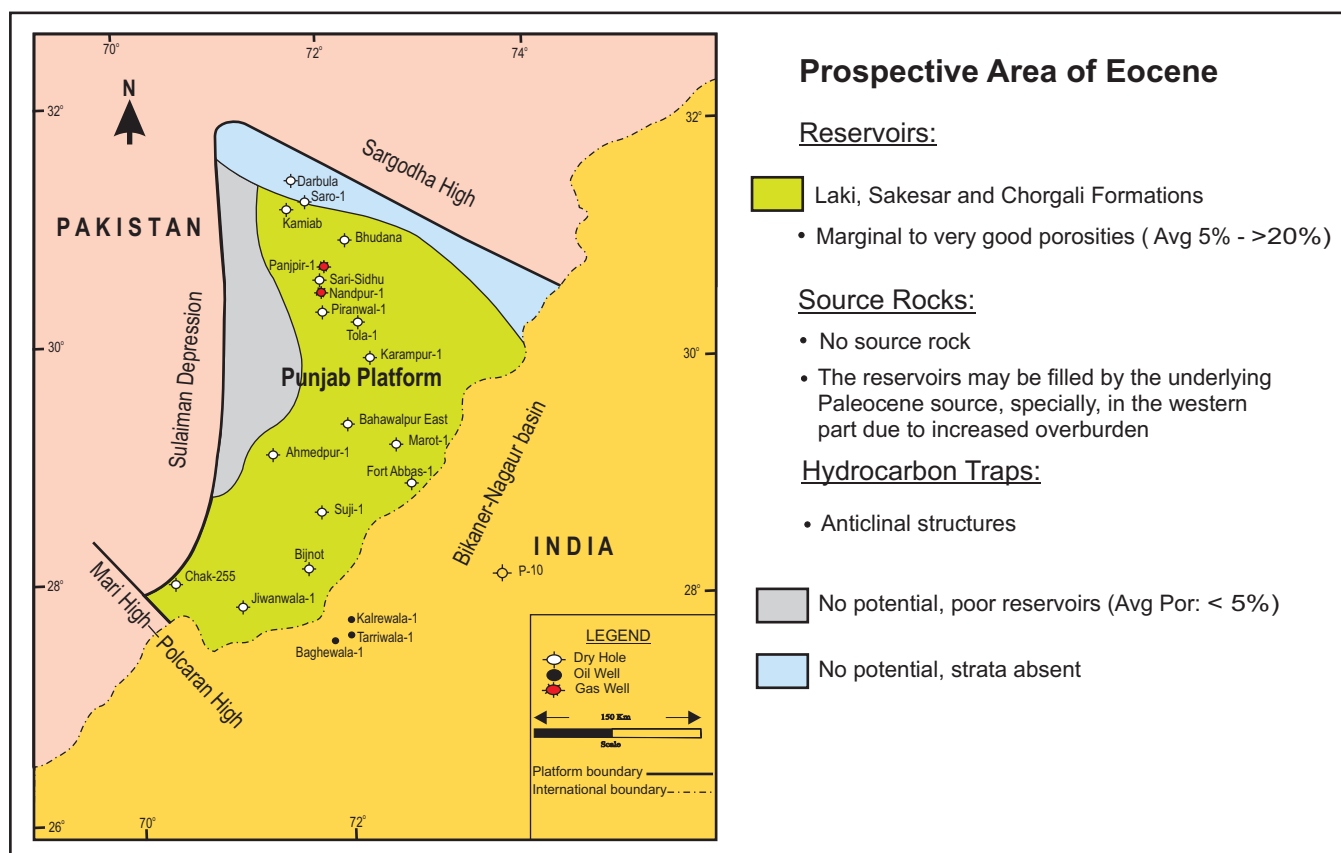 70°
72°
74°
N
32°
32°
Sargodha High
Darbula
Saro-1
Kamiab
PAKISTAN
Bhudana
Panjpir-1
Sari-Sidhu
Nandpur-1
Piranwal-1
Tola-1
30°
30°
Karampur-1
Sulaiman Depression
Punjab Platform
Bahawalpur East
Marot-1
Ahmedpur-1
Fort Abbas-1
Bikaner-Nagaur basin
Suji-1
INDIA
Bijnot
P-10
Chak-255
28°
28°
Jiwanwala-1
Mari High—Polcaran High
Kalrewala-1
Tarriwala-1
Baghewala-1
LEGEND
Dry Hole
Oil Well
Gas Well
150 Km
Scale
Platform boundary
International boundary
26°
70°
72°
Prospective Area of Eocene
Reservoirs:
Laki, Sakesar and Chorgali Formations
• Marginal to very good porosities ( Avg 5% - >20%)
Source Rocks:
• No source rock
• The reservoirs may be filled by the underlying
Paleocene source, specially, in the western
part due to increased overburden
Hydrocarbon Traps:
• Anticlinal structures
No potential, poor reservoirs (Avg Por: < 5%)
No potential, strata absent